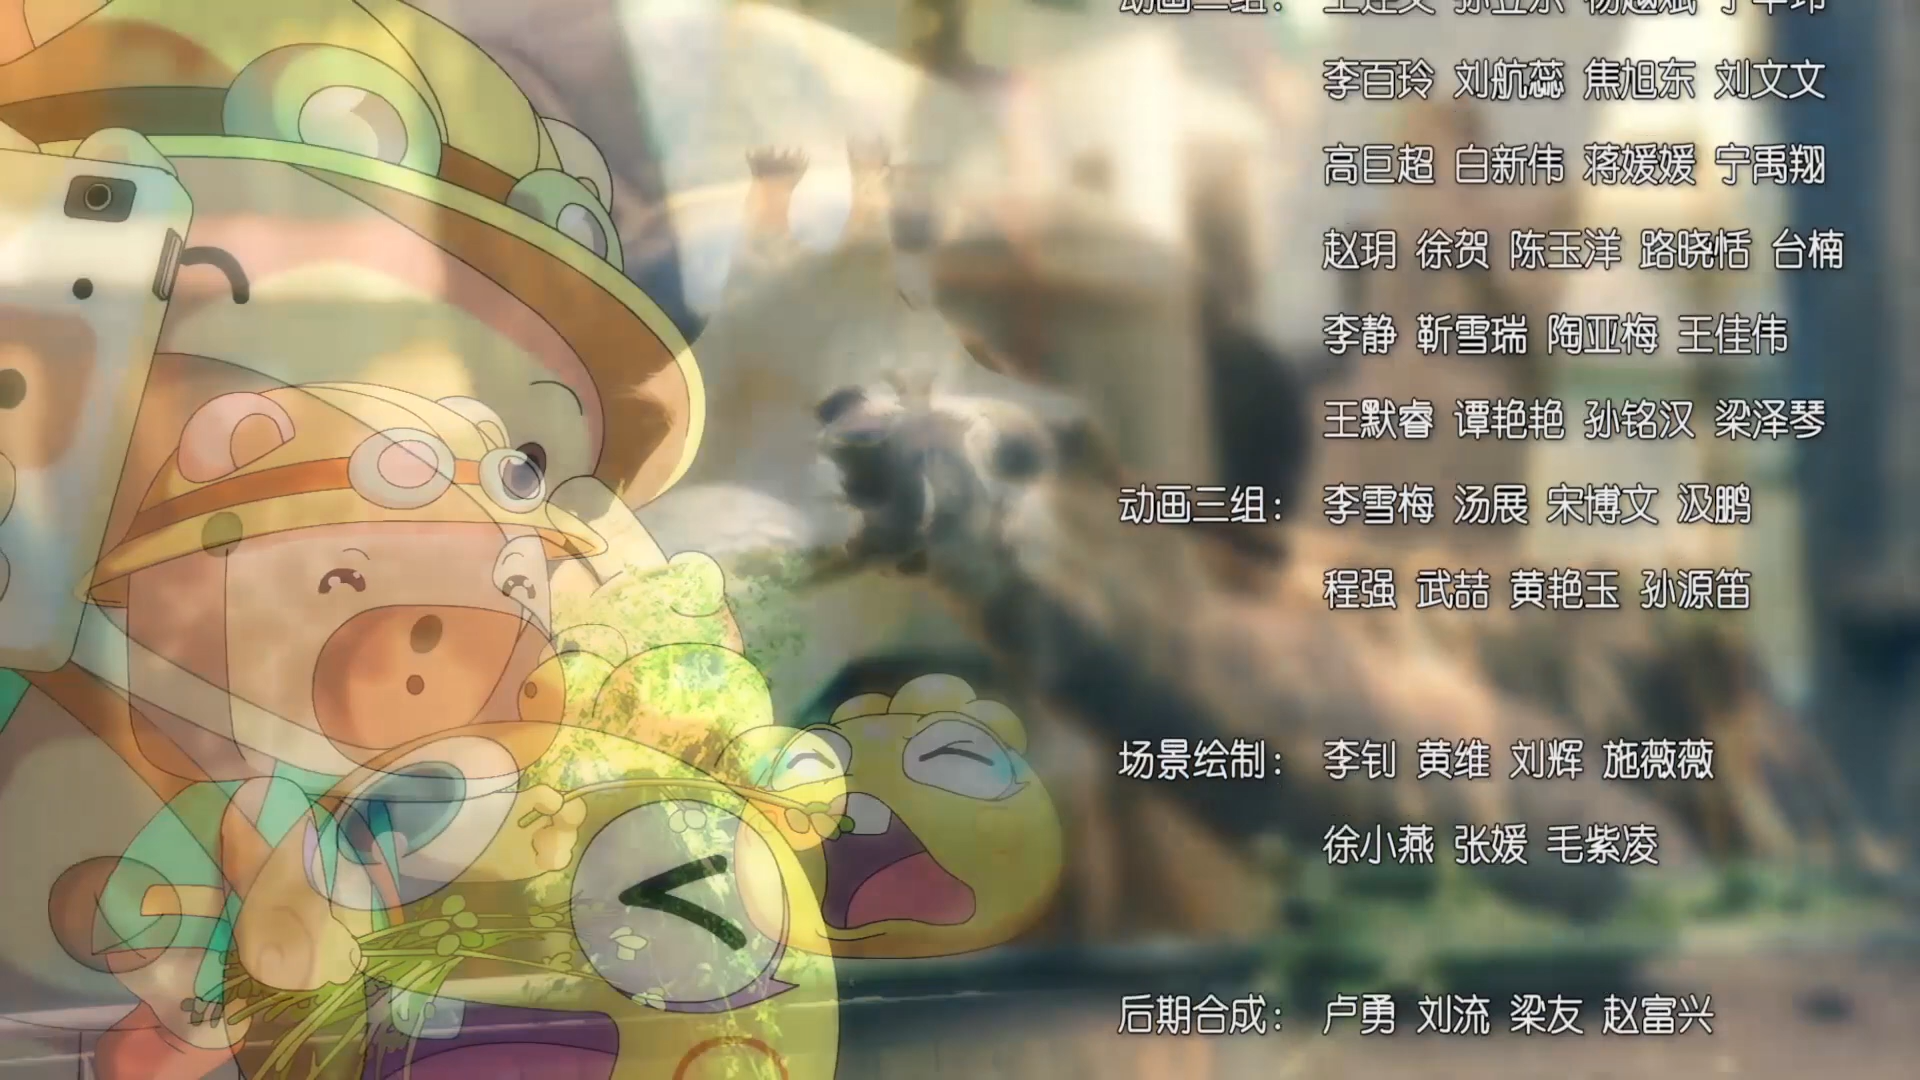 李百玲 刘航蕊 焦旭东 刘文文
高巨超 白新伟 蒋媛媛 宁禹翔
赵玥 徐贺 陈玉洋 路晓恬 台楠
李静 靳雪瑞 陶亚梅 王佳伟
王默睿 谭艳艳 孙铭汉 梁泽琴
动画三组： 李雪梅 汤展 宋博文 汲鹏
程强 武喆 黄艳玉 孙源笛
场景绘制： 李钊 黄维 刘辉 施薇薇
徐小燕 张媛 毛紫凌
后期合成： 卢勇 刘流 梁友 赵富兴